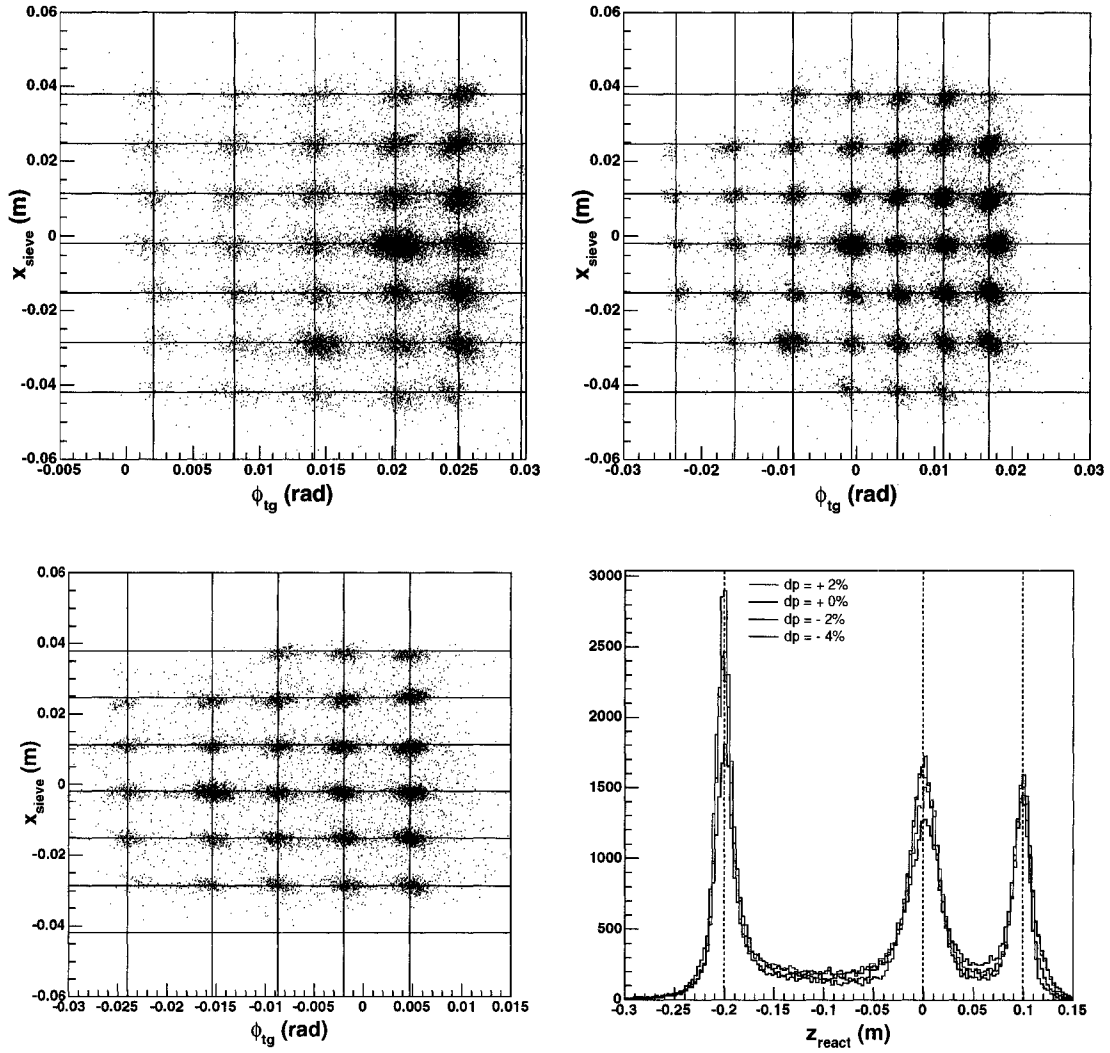 0.06
0.04
0.02
0
-0.02
-0.04
-0.06
x_sieve (m)
-0.005 0 0.005 0.01 0.015 0.02 0.025 0.03
ϕ_tg (rad)
0.06
0.04
0.02
0
-0.02
-0.04
-0.06
x_sieve (m)
-0.03 -0.02 -0.01 0 0.01 0.02 0.03
ϕ_tg (rad)
0.06
0.04
0.02
0
-0.02
-0.04
-0.06
x_sieve (m)
-0.03 -0.025 -0.02 -0.015 -0.01 -0.005 0 0.005 0.01 0.015
ϕ_tg (rad)
3000
2500
2000
1500
1000
500
0
dp = + 2%
dp = + 0%
dp = - 2%
dp = - 4%
-0.3 -0.25 -0.2 -0.15 -0.1 -0.05 0 0.05 0.1 0.15
z_react (m)